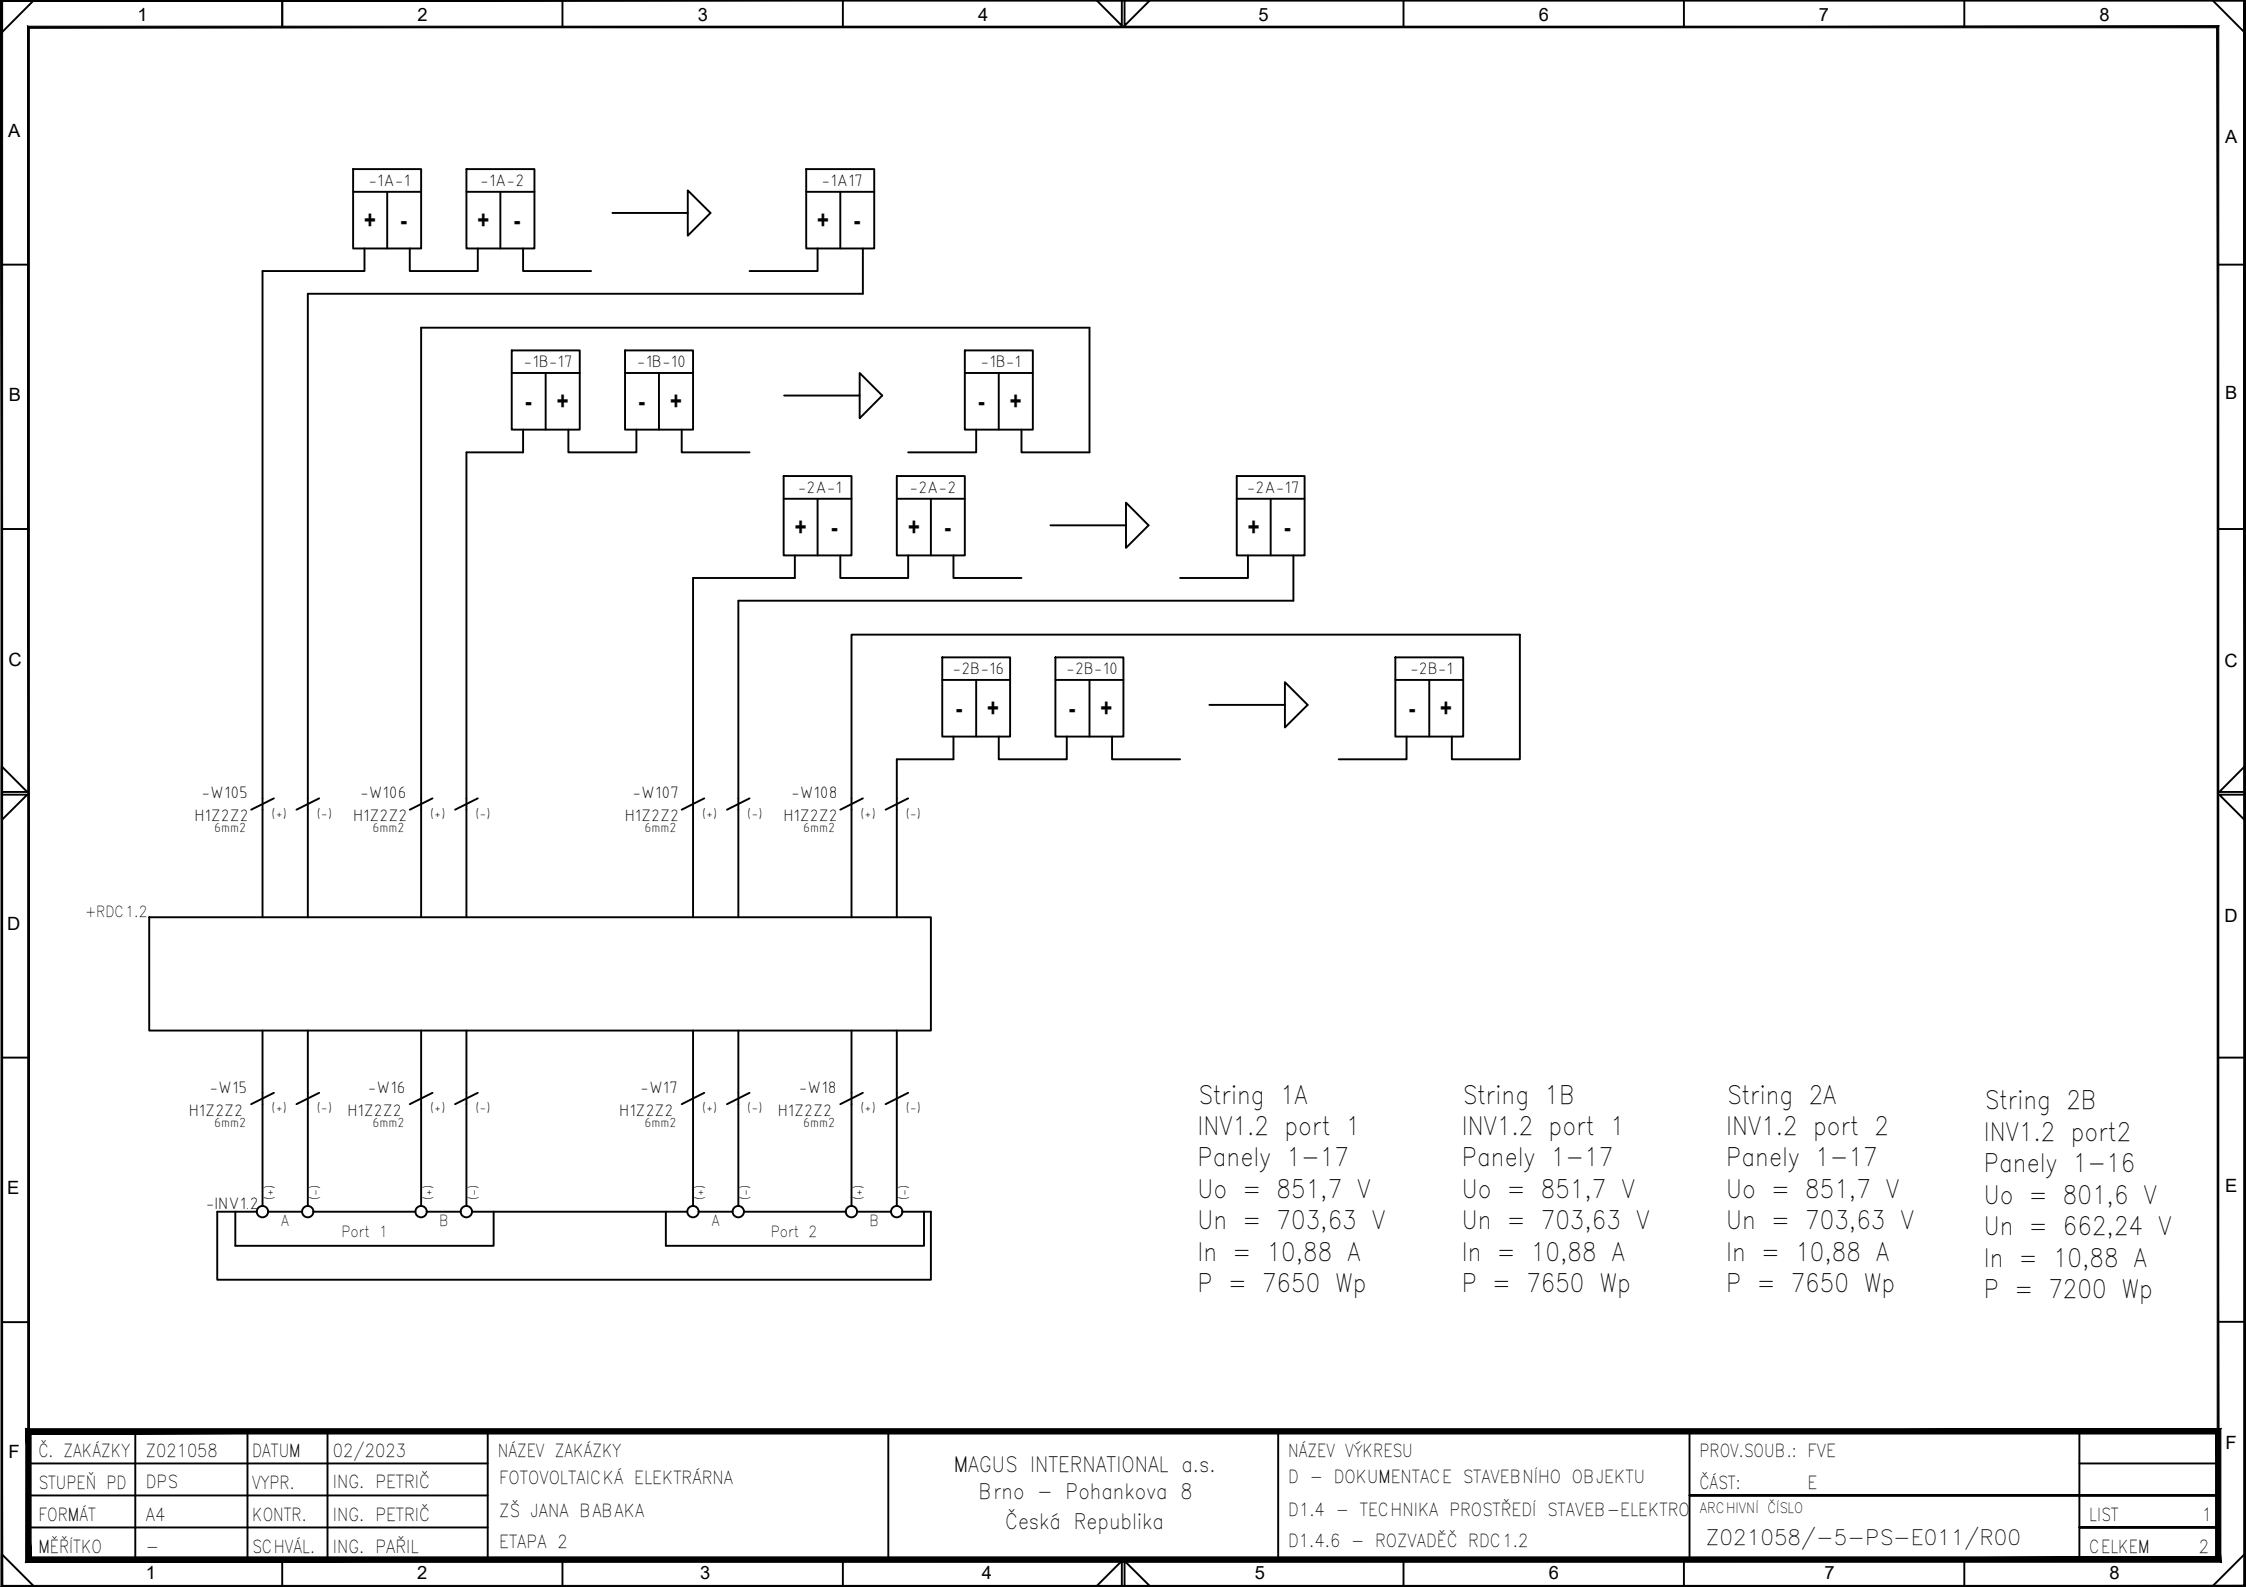 1 2 3 4 5 6 7 8
A A
-1A-1 -1A-2 -1A17
+ - + - + -
B B
-1B-17 -1B-10 -1B-1
- + - + - +
-2A-1 -2A-2 -2A-17
+ - + - + -
C C
-2B-16 -2B-10 -2B-1
- + - + - +
-W105 -W106 -W107 -W108
H1Z2Z2 (+) (-) H1Z2Z2 (+) (-) H1Z2Z2 (+) (-) H1Z2Z2 (+) (-)
6mm2 6mm2 6mm2 6mm2
+RDC1.2
D D
-W15 -W16 -W17 -W18
H1Z2Z2 (+) (-) H1Z2Z2 (+) (-) H1Z2Z2 (+) (-) H1Z2Z2 (+) (-)
6mm2 6mm2 6mm2 6mm2
E E
(+) (-) (+) (-) (+) (-) (+) (-)
-INV1.2
A B A B
Port 1 Port 2
String 1A
INV1.2 port 1
Panely 1-17
Uo = 851,7 V
Un = 703,63 V
In = 10,88 A
P = 7650 Wp
String 1B
INV1.2 port 1
Panely 1-17
Uo = 851,7 V
Un = 703,63 V
In = 10,88 A
P = 7650 Wp
String 2A
INV1.2 port 2
Panely 1-17
Uo = 851,7 V
Un = 703,63 V
In = 10,88 A
P = 7650 Wp
String 2B
INV1.2 port2
Panely 1-16
Uo = 801,6 V
Un = 662,24 V
In = 10,88 A
P = 7200 Wp
F F
Č. ZAKÁZKY Z021058 DATUM 02/2023
STUPEŇ PD DPS VYPR. ING. PETRIČ
FORMÁT A4 KONTR. ING. PETRIČ
MĚŘÍTKO - SCHVÁL. ING. PAŘIL
NÁZEV ZAKÁZKY
FOTOVOLTAICKÁ ELEKTRÁRNA
ZŠ JANA BABAKA
ETAPA 2
MAGUS INTERNATIONAL a.s.
Brno - Pohankova 8
Česká Republika
NÁZEV VÝKRESU
D - DOKUMENTACE STAVEBNÍHO OBJEKTU
D1.4 - TECHNIKA PROSTŘEDÍ STAVEB-ELEKTRO
D1.4.6 - ROZVADĚČ RDC1.2
PROV.SOUB.: FVE
ČÁST: E
ARCHIVNÍ ČÍSLO
Z021058/-5-PS-E011/R00
LIST 1
CELKEM 2
1 2 3 4 5 6 7 8